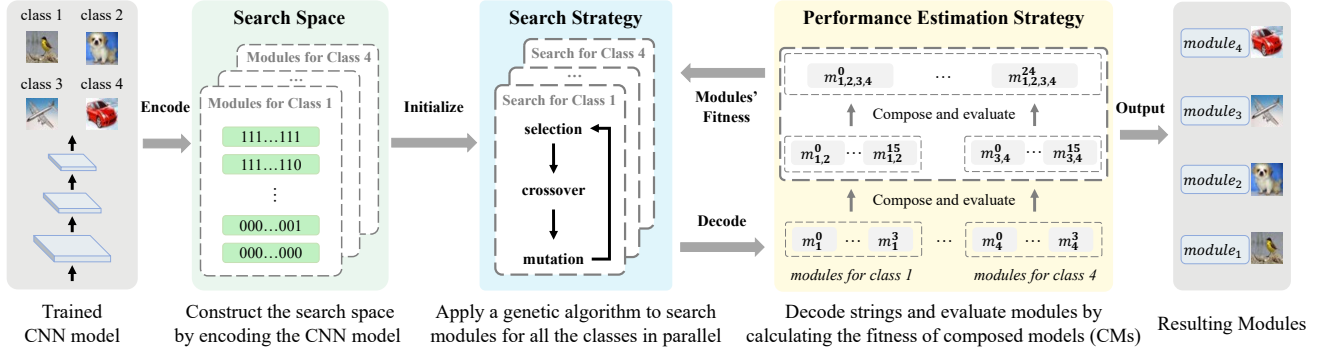 class 1 class 2
class 3 class 4
Trained
CNN model
Encode
Search Space
Modules for Class 4
...
Modules for Class 1
111...111
111...110
⋮
000...001
000...000
Construct the search space
by encoding the CNN model
Initialize
Search Strategy
Search for Class 4
...
Search for Class 1
selection
crossover
mutation
Apply a genetic algorithm to search
modules for all the classes in parallel
Modules'
Fitness
Decode
Performance Estimation Strategy
m^0_{1,2,3,4} ... m^24_{1,2,3,4}
Compose and evaluate
m^0_{1,2} ... m^15_{1,2} m^0_{3,4} ... m^15_{3,4}
Compose and evaluate
m^0_1 ... m^3_1 ... m^0_4 ... m^3_4
modules for class 1 modules for class 4
Decode strings and evaluate modules by
calculating the fitness of composed models (CMs)
Output
module_4
module_3
module_2
module_1
Resulting Modules